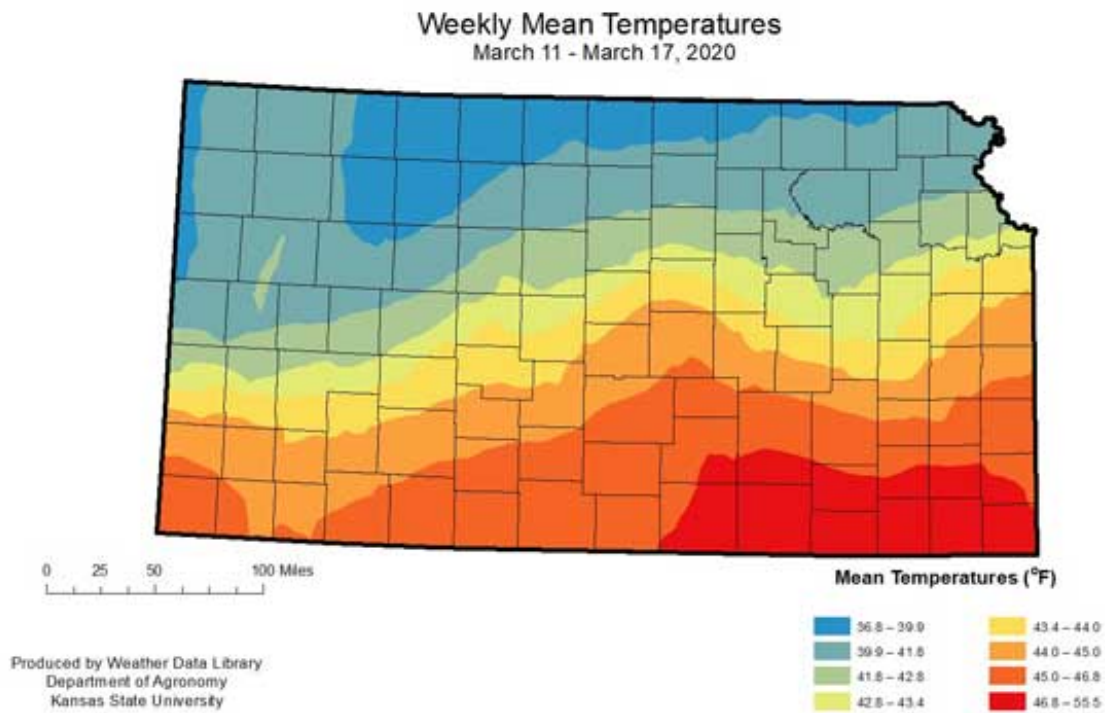 Weekly Mean Temperatures
March 11 - March 17, 2020
0 25 50 100 Miles
Mean Temperatures (°F)
36.8 – 39.9
39.9 – 41.8
41.8 – 42.8
42.8 – 43.4
43.4 – 44.0
44.0 – 45.0
45.0 – 46.8
46.8 – 55.5
Produced by Weather Data Library
Department of Agronomy
Kansas State University